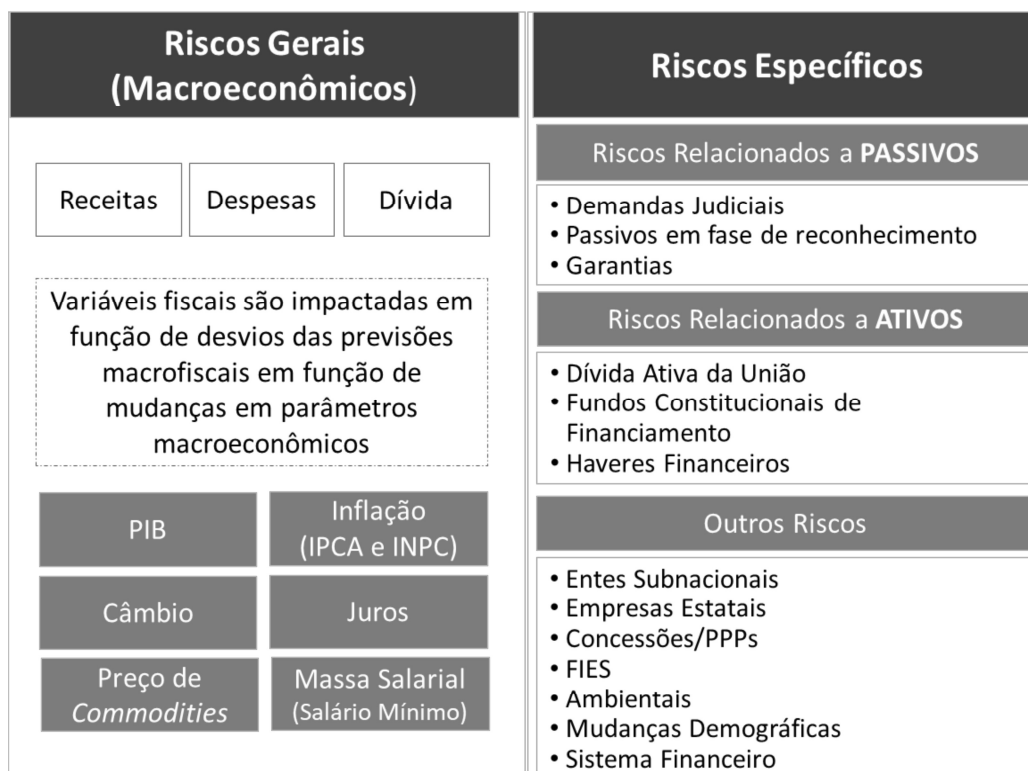 Riscos Gerais
(Macroeconômicos)
Receitas
Despesas
Dívida
Variáveis fiscais são impactadas em
função de desvios das previsões
macrofiscais em função de
mudanças em parâmetros
macroeconômicos
PIB
Inflação
(IPCA e INPC)
Câmbio
Juros
Preço de
Commodities
Massa Salarial
(Salário Mínimo)
Riscos Específicos
Riscos Relacionados a PASSIVOS
• Demandas Judiciais
• Passivos em fase de reconhecimento
• Garantias
Riscos Relacionados a ATIVOS
• Dívida Ativa da União
• Fundos Constitucionais de
Financiamento
• Haveres Financeiros
Outros Riscos
• Entes Subnacionais
• Empresas Estatais
• Concessões/PPPs
• FIES
• Ambientais
• Mudanças Demográficas
• Sistema Financeiro